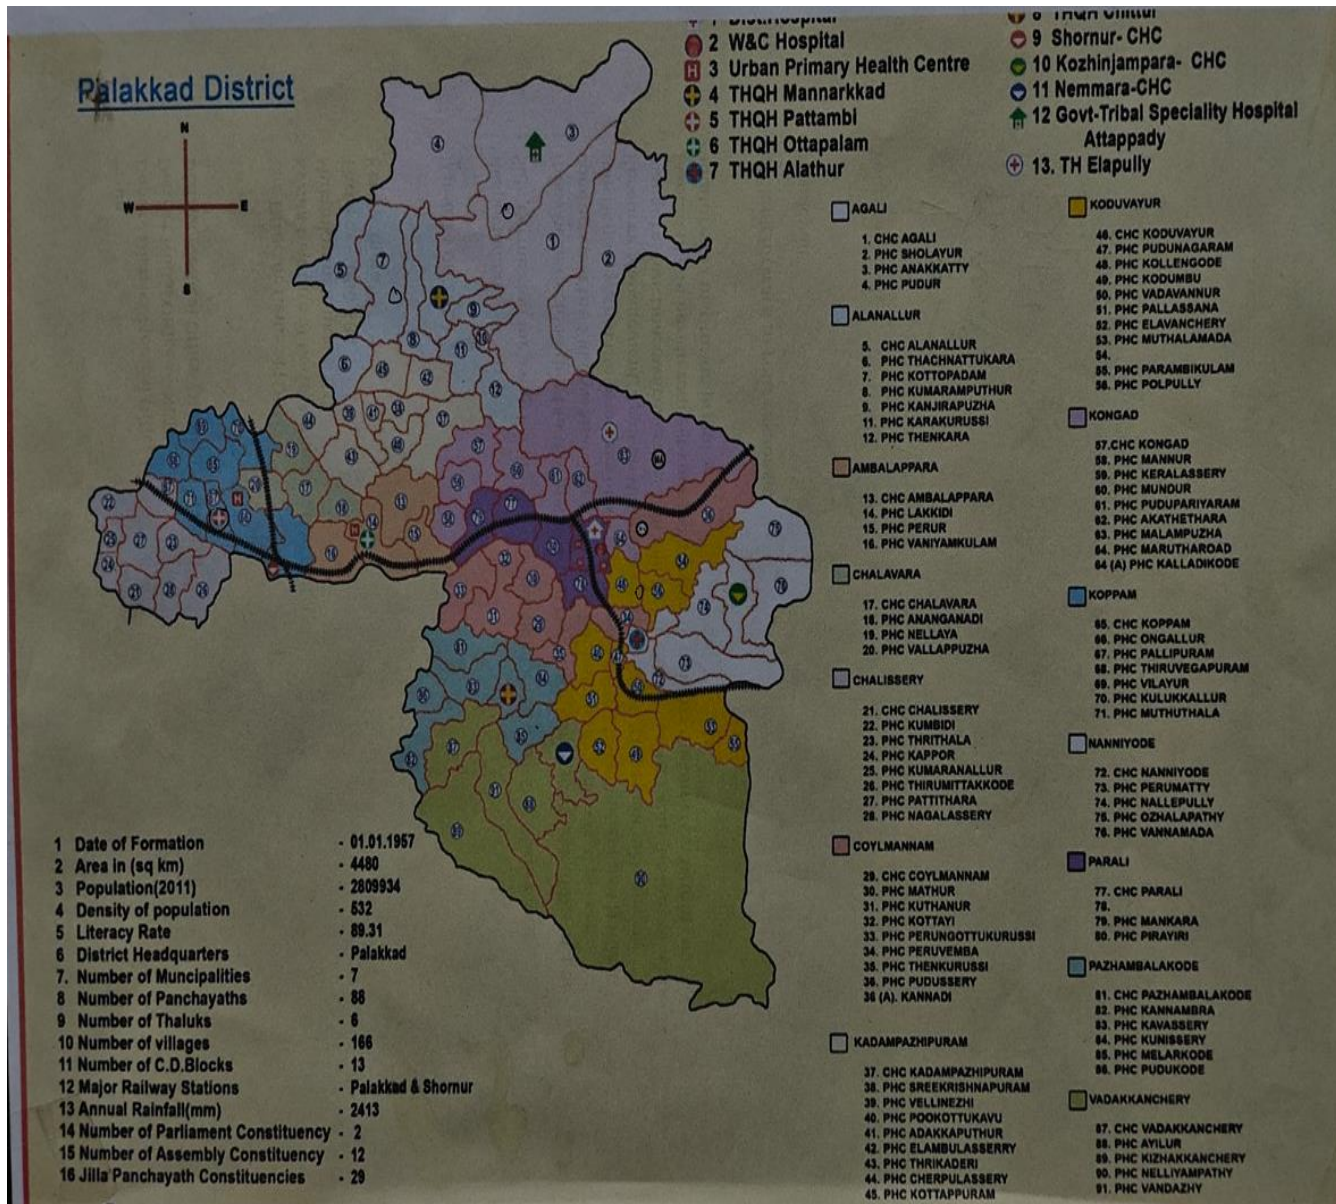 Palakkad District
N
W
E
S
1 Dist.Hospital
2 W&C Hospital
3 Urban Primary Health Centre
4 THQH Mannarkkad
5 THQH Pattambi
6 THQH Ottapalam
7 THQH Alathur
8 THQH Chittur
9 Shornur- CHC
10 Kozhinjampara- CHC
11 Nemmara-CHC
12 Govt-Tribal Speciality Hospital
Attappady
13. TH Elapully
AGALI
1. CHC AGALI
2. PHC SHOLAYUR
3. PHC ANAKKATTY
4. PHC PUDUR
ALANALLUR
5. CHC ALANALLUR
6. PHC THACHNATTUKARA
7. PHC KOTTOPADAM
8. PHC KUMARAMPUTHUR
9. PHC KANJIRAPUZHA
11. PHC KARAKURUSSI
12. PHC THENKARA
AMBALAPPARA
13. CHC AMBALAPPARA
14. PHC LAKKIDI
15. PHC PERUR
16. PHC VANIYAMKULAM
CHALAVARA
17. CHC CHALAVARA
18. PHC ANANGANADI
19. PHC NELLAYA
20. PHC VALLAPPUZHA
CHALISSERY
21. CHC CHALISSERY
22. PHC KUMBIDI
23. PHC THRITHALA
24. PHC KAPPOR
25. PHC KUMARANALLUR
26. PHC THIRUMITTAKKODE
27. PHC PATTITHARA
28. PHC NAGALASSERY
COYLMANNAM
29. CHC COYLMANNAM
30. PHC MATHUR
31. PHC KUTHANUR
32. PHC KOTTAYI
33. PHC PERUNGOTTUKURUSSI
34. PHC PERUVEMBA
35. PHC THENKURUSSI
36. PHC PUDUSSERY
36 (A). KANNADI
KADAMPAZHIPURAM
37. CHC KADAMPAZHIPURAM
38. PHC SREEKRISHNAPURAM
39. PHC VELLINEZHI
40. PHC POOKOTTUKAVU
41. PHC ADAKKAPUTHUR
42. PHC ELAMBULASSERRY
43. PHC THRIKADERI
44. PHC CHERPULASSERY
45. PHC KOTTAPPURAM
KODUVAYUR
46. CHC KODUVAYUR
47. PHC PUDUNAGARAM
48. PHC KOLLENGODE
49. PHC KODUMBU
50. PHC VADAVANNUR
51. PHC PALLASSANA
52. PHC ELAVANCHERY
53. PHC MUTHALAMADA
54.
55. PHC PARAMBIKULAM
56. PHC POLPULLY
KONGAD
57.CHC KONGAD
58. PHC MANNUR
59. PHC KERALASSERY
60. PHC MUNDUR
61. PHC PUDUPARIYARAM
62. PHC AKATHETHARA
63. PHC MALAMPUZHA
64. PHC MARUTHAROAD
64 (A) PHC KALLADIKODE
KOPPAM
65. CHC KOPPAM
66. PHC ONGALLUR
67. PHC PALLIPURAM
68. PHC THIRUVEGAPURAM
69. PHC VILAYUR
70. PHC KULUKKALLUR
71. PHC MUTHUTHALA
NANNIYODE
72. CHC NANNIYODE
73. PHC PERUMATTY
74. PHC NALLEPULLY
75. PHC OZHALAPATHY
76. PHC VANNAMADA
PARALI
77. CHC PARALI
78.
79. PHC MANKARA
80. PHC PIRAYIRI
PAZHAMBALAKODE
81. CHC PAZHAMBALAKODE
82. PHC KANNAMBRA
83. PHC KAVASSERY
84. PHC KUNISSERY
85. PHC MELARKODE
86. PHC PUDUKODE
VADAKKANCHERY
87. CHC VADAKKANCHERY
88. PHC AYILUR
89. PHC KIZHAKKANCHERY
90. PHC NELLIYAMPATHY
91. PHC VANDAZHY
1 Date of Formation - 01.01.1957
2 Area in (sq km) - 4480
3 Population(2011) - 2809934
4 Density of population - 532
5 Literacy Rate - 89.31
6 District Headquarters - Palakkad
7. Number of Muncipalities - 7
8 Number of Panchayaths - 88
9 Number of Thaluks - 6
10 Number of villages - 166
11 Number of C.D.Blocks - 13
12 Major Railway Stations - Palakkad & Shornur
13 Annual Rainfall(mm) - 2413
14 Number of Parliament Constituency - 2
15 Number of Assembly Constituency - 12
16 Jilla Panchayath Constituencies - 29